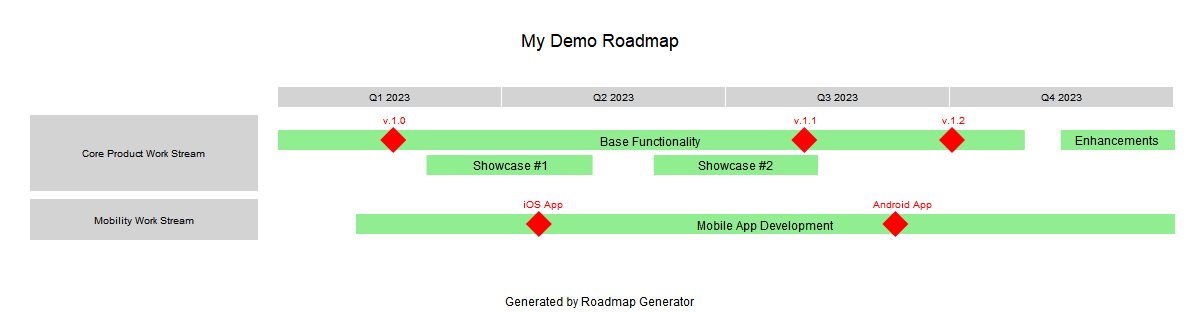 My Demo Roadmap
Q1 2023 Q2 2023 Q3 2023 Q4 2023
v.1.0 v.1.1 v.1.2
Core Product Work Stream Base Functionality Enhancements
Showcase #1 Showcase #2
iOS App Android App
Mobility Work Stream Mobile App Development
Generated by Roadmap Generator